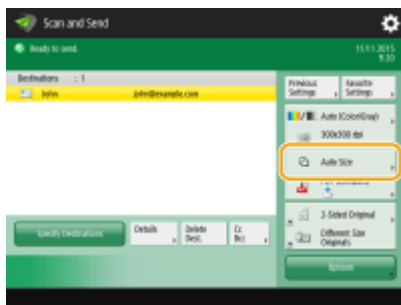 Scan and Send
Ready to send.
11/11 2015
9:30
Destinations : 1
John john@example.com
Previous Settings
Favorite Settings
Auto (Color/Gray)
300x300 dpi
Auto Size
2-Sided Original
Different Size Originals
Specify Destinations
Details
Delete Dest.
Cc Bcc
Options